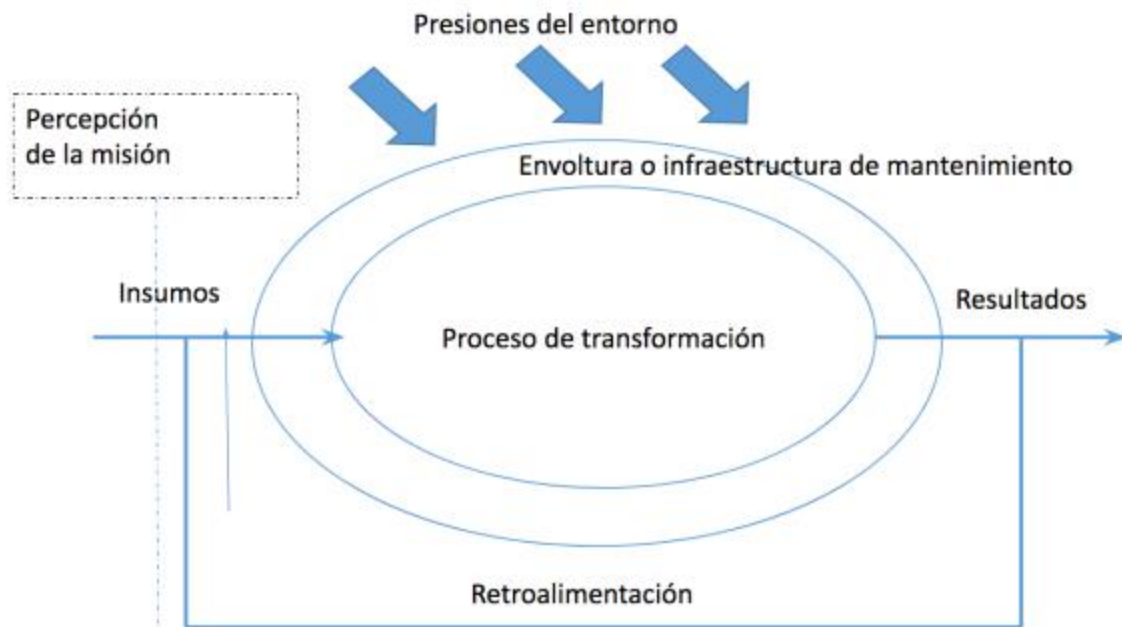 Presiones del entorno
Percepción
de la misión
Envoltura o infraestructura de mantenimiento
Insumos
Resultados
Proceso de transformación
Retroalimentación